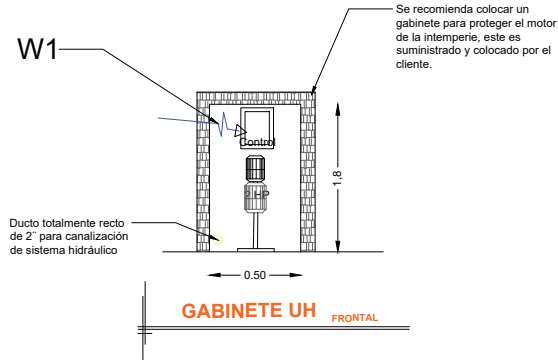 Se recomienda colocar un
gabinete para proteger el motor
de la intemperie, este es
suministrado y colocado por el
cliente.
W1
Control
2 HP
1,8
Ducto totalmente recto
de 2¨ para canalización
de sistema hidráulico
0.50
GABINETE UH FRONTAL